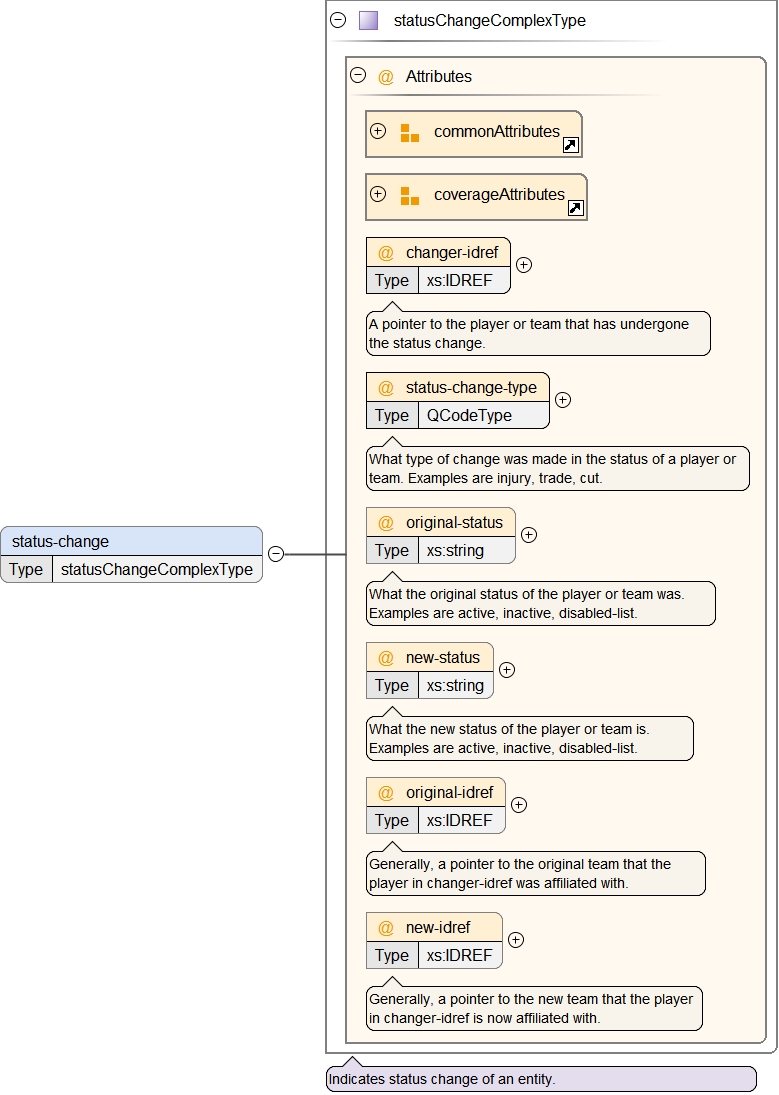 statusChangeComplexType
@ Attributes
commonAttributes
coverageAttributes
@ changer-idref
Type xs:IDREF
A pointer to the player or team that has undergone
the status change.
@ status-change-type
Type QCodeType
What type of change was made in the status of a player or
team. Examples are injury, trade, cut.
@ original-status
Type xs:string
What the original status of the player or team was.
Examples are active, inactive, disabled-list.
status-change
Type statusChangeComplexType
@ new-status
Type xs:string
What the new status of the player or team is.
Examples are active, inactive, disabled-list.
@ original-idref
Type xs:IDREF
Generally, a pointer to the original team that the
player in changer-idref was affiliated with.
@ new-idref
Type xs:IDREF
Generally, a pointer to the new team that the player
in changer-idref is now affiliated with.
Indicates status change of an entity.